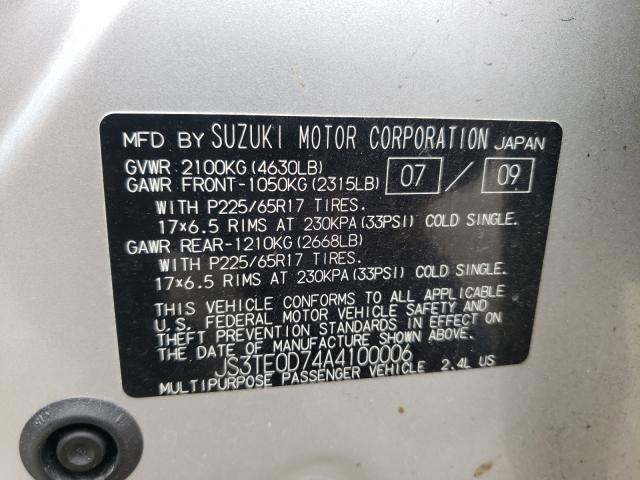 MFD BY SUZUKI MOTOR CORPORATION JAPAN
GVWR 2100KG (4630LB) 07 / 09
GAWR FRONT-1050KG (2315LB)
WITH P225/65R17 TIRES.
17×6.5 RIMS AT 230KPA (33PSI) COLD SINGLE.
GAWR REAR-1210KG (2668LB)
WITH P225/65R17 TIRES.
17×6.5 RIMS AT 230KPA (33PSI) COLD SINGLE.
THIS VEHICLE CONFORMS TO ALL APPLICABLE
U.S. FEDERAL MOTOR VEHICLE SAFETY AND
THEFT PREVENTION STANDARDS IN EFFECT ON
THE DATE OF MANUFACTURE SHOWN ABOVE.
JS3TE0D74A4100006
MULTIPURPOSE PASSENGER VEHICLE 2.4L US